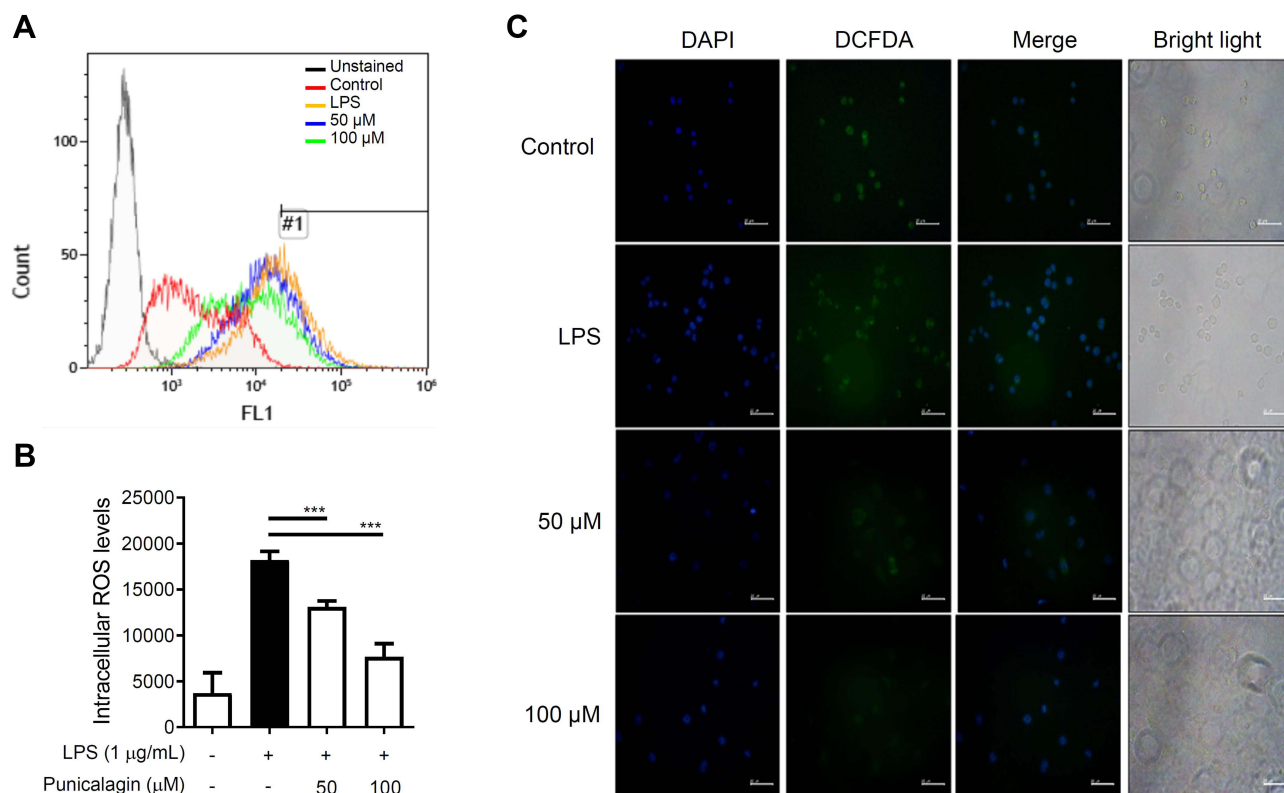 A
Unstained
Control
LPS
50 µM
100 µM
#1
100
50
0
Count
10³ 10⁴ 10⁵ 10⁶
FL1
B
25000
20000
15000
10000
5000
0
Intracellular ROS levels
***
***
LPS (1 µg/mL) - + + +
Punicalagin (µM) - - 50 100
C
DAPI DCFDA Merge Bright light
Control
LPS
50 µM
100 µM